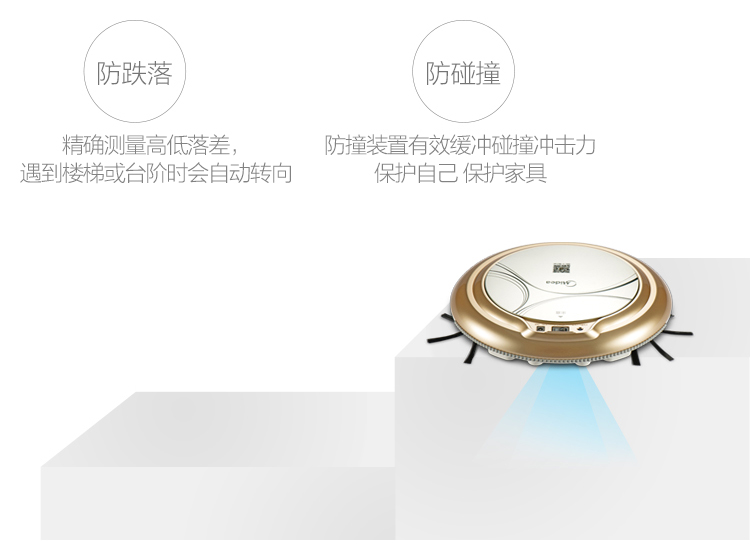 防跌落
精确测量高低落差，
遇到楼梯或台阶时会自动转向
防碰撞
防撞装置有效缓冲碰撞冲击力
保护自己 保护家具
Midea